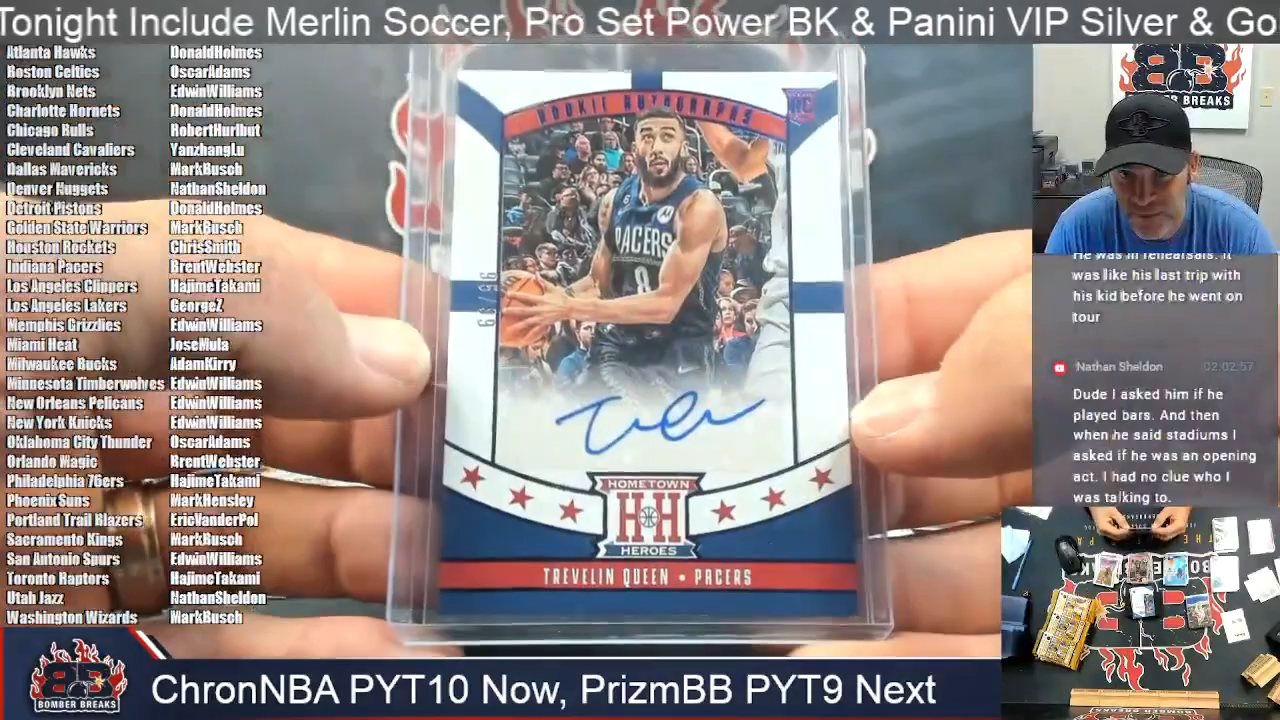 Tonight Include Merlin Soccer, Pro Set Power BK & Panini VIP Silver & Go
Atlanta Hawks DonaldHolmes
Boston Celtics OscarAdams
Brooklyn Nets EdwinWilliams
Charlotte Hornets DonaldHolmes
Chicago Bulls RobertHurlbut
Cleveland Cavaliers YanzhangLu
Dallas Mavericks MarkBusch
Denver Nuggets NathanSheldon
Detroit Pistons DonaldHolmes
Golden State Warriors MarkBusch
Houston Rockets ChrisSmith
Indiana Pacers BrentWebster
Los Angeles Clippers HajimeTakami
Los Angeles Lakers GeorgeZ
Memphis Grizzlies EdwinWilliams
Miami Heat JoseMula
Milwaukee Bucks AdamKirry
Minnesota Timberwolves EdwinWilliams
New Orleans Pelicans EdwinWilliams
New York Knicks EdwinWilliams
Oklahoma City Thunder OscarAdams
Orlando Magic BrentWebster
Philadelphia 76ers HajimeTakami
Phoenix Suns MarkHensley
Portland Trail Blazers EricVanderPol
Sacramento Kings MarkBusch
San Antonio Spurs EdwinWilliams
Toronto Raptors HajimeTakami
Utah Jazz NathanSheldon
Washington Wizards MarkBusch
ROOKIE AUTOGRAPHS
RC
PACERS
8
HOMETOWN
HH
HEROES
TREVELIN QUEEN • PACERS
BB
BOMBER BREAKS
He was in rehearsals. It
was like his last trip with
his kid before he went on
tour
Nathan Sheldon 02:02:57
Dude I asked him if he
played bars. And then
when he said stadiums I
asked if he was an opening
act. I had no clue who I
was talking to.
BB
BOMBER BREAKS
ChronNBA PYT10 Now, PrizmBB PYT9 Next